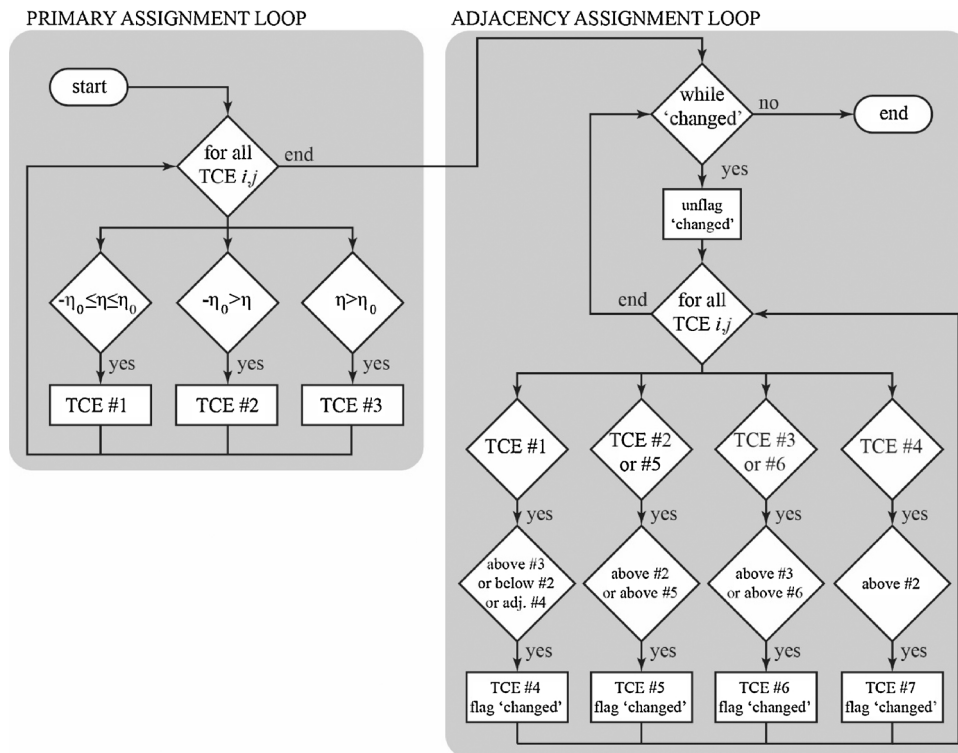 PRIMARY ASSIGNMENT LOOP
start
for all
TCE i,j
end
-η₀≤η≤η₀
-η₀>η
η>η₀
yes
yes
yes
TCE #1
TCE #2
TCE #3
ADJACENCY ASSIGNMENT LOOP
while
‘changed’
no
end
yes
unflag
‘changed’
end
for all
TCE i,j
TCE #1
TCE #2
or #5
TCE #3
or #6
TCE #4
yes
yes
yes
yes
above #3
or below #2
or adj. #4
above #2
or above #5
above #3
or above #6
above #2
yes
yes
yes
yes
TCE #4
flag ‘changed’
TCE #5
flag ‘changed’
TCE #6
flag ‘changed’
TCE #7
flag ‘changed’